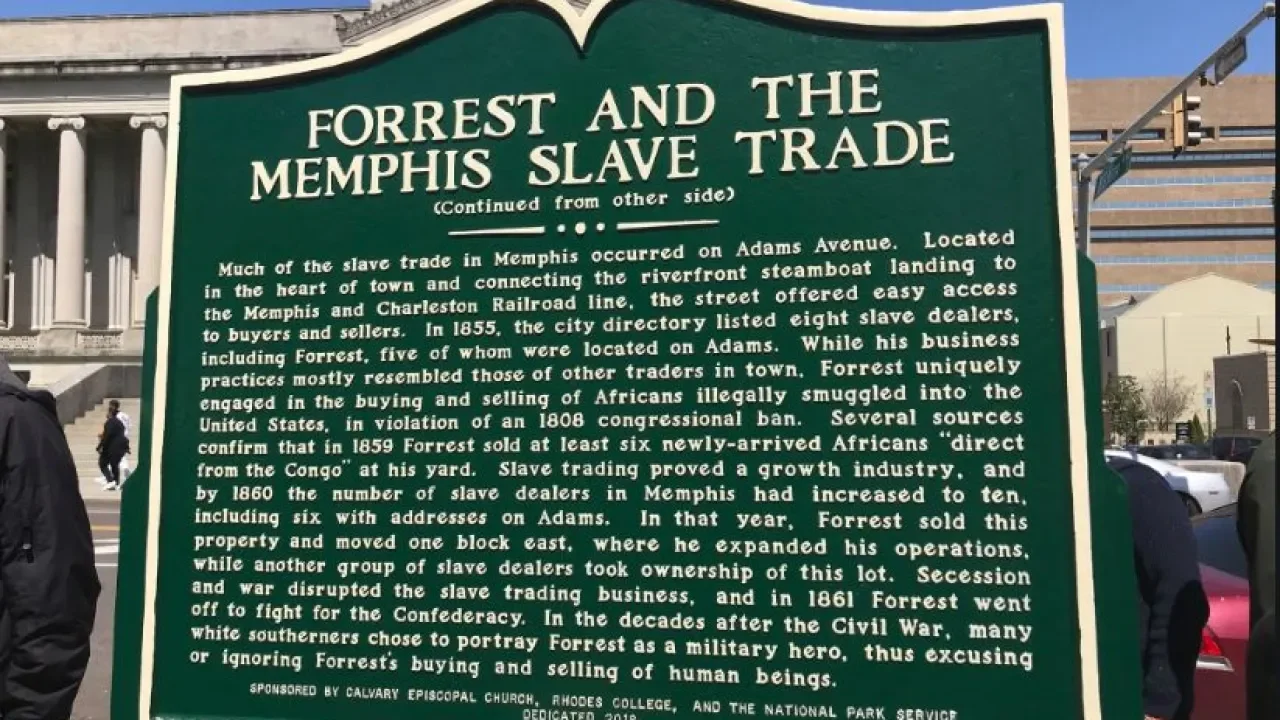 FORREST AND THE
MEMPHIS SLAVE TRADE
(Continued from other side)
Much of the slave trade in Memphis occurred on Adams Avenue. Located
in the heart of town and connecting the riverfront steamboat landing to
the Memphis and Charleston Railroad line, the street offered easy access
to buyers and sellers. In 1855, the city directory listed eight slave dealers,
including Forrest, five of whom were located on Adams. While his business
practices mostly resembled those of other traders in town, Forrest uniquely
engaged in the buying and selling of Africans illegally smuggled into the
United States, in violation of an 1808 congressional ban. Several sources
confirm that in 1859 Forrest sold at least six newly-arrived Africans "direct
from the Congo" at his yard. Slave trading proved a growth industry, and
by 1860 the number of slave dealers in Memphis had increased to ten,
including six with addresses on Adams. In that year, Forrest sold this
property and moved one block east, where he expanded his operations,
while another group of slave dealers took ownership of this lot. Secession
and war disrupted the slave trading business, and in 1861 Forrest went
off to fight for the Confederacy. In the decades after the Civil War, many
white southerners chose to portray Forrest as a military hero, thus excusing
or ignoring Forrest's buying and selling of human beings.
SPONSORED BY CALVARY EPISCOPAL CHURCH, RHODES COLLEGE, AND THE NATIONAL PARK SERVICE
DEDICATED 2018